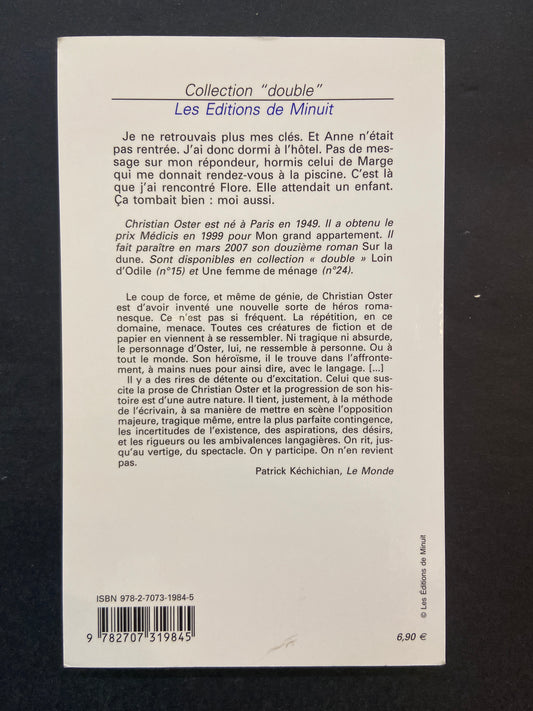 Collection "double"
Les Editions de Minuit
Je ne retrouvais plus mes clés. Et Anne n'était
pas rentrée. J'ai donc dormi à l'hôtel. Pas de mes-
sage sur mon répondeur, hormis celui de Marge
qui me donnait rendez-vous à la piscine. C'est là
que j'ai rencontré Flore. Elle attendait un enfant.
Ça tombait bien : moi aussi.
Christian Oster est né à Paris en 1949. Il a obtenu le
prix Médicis en 1999 pour Mon grand appartement. Il
fait paraître en mars 2007 son douzième roman Sur la
dune. Sont disponibles en collection « double » Loin
d'Odile (n°15) et Une femme de ménage (n°24).
Le coup de force, et même de génie, de Christian Oster
est d'avoir inventé une nouvelle sorte de héros roma-
nesque. Ce n'est pas si fréquent. La répétition, en ce
domaine, menace. Toutes ces créatures de fiction et de
papier en viennent à se ressembler. Ni tragique ni absurde,
le personnage d'Oster, lui, ne ressemble à personne. Ou à
tout le monde. Son héroïsme, il le trouve dans l'affronte-
ment, à mains nues pour ainsi dire, avec le langage. [...]
Il y a des rires de détente ou d'excitation. Celui que sus-
cite la prose de Christian Oster et la progression de son his-
toire est d'une autre nature. Il tient, justement, à la méthode
de l'écrivain, à sa manière de mettre en scène l'opposition
majeure, tragique même, entre la plus parfaite contingence,
les incertitudes de l'existence, des aspirations, des désirs,
et les rigueurs ou les ambivalences langagières. On rit, jus-
qu'au vertige, du spectacle. On y participe. On n'en revient
pas.
Patrick Kéchichian, Le Monde
© Les Éditions de Minuit
ISBN 978-2-7073-1984-5
9 782707 319845
6,90 €